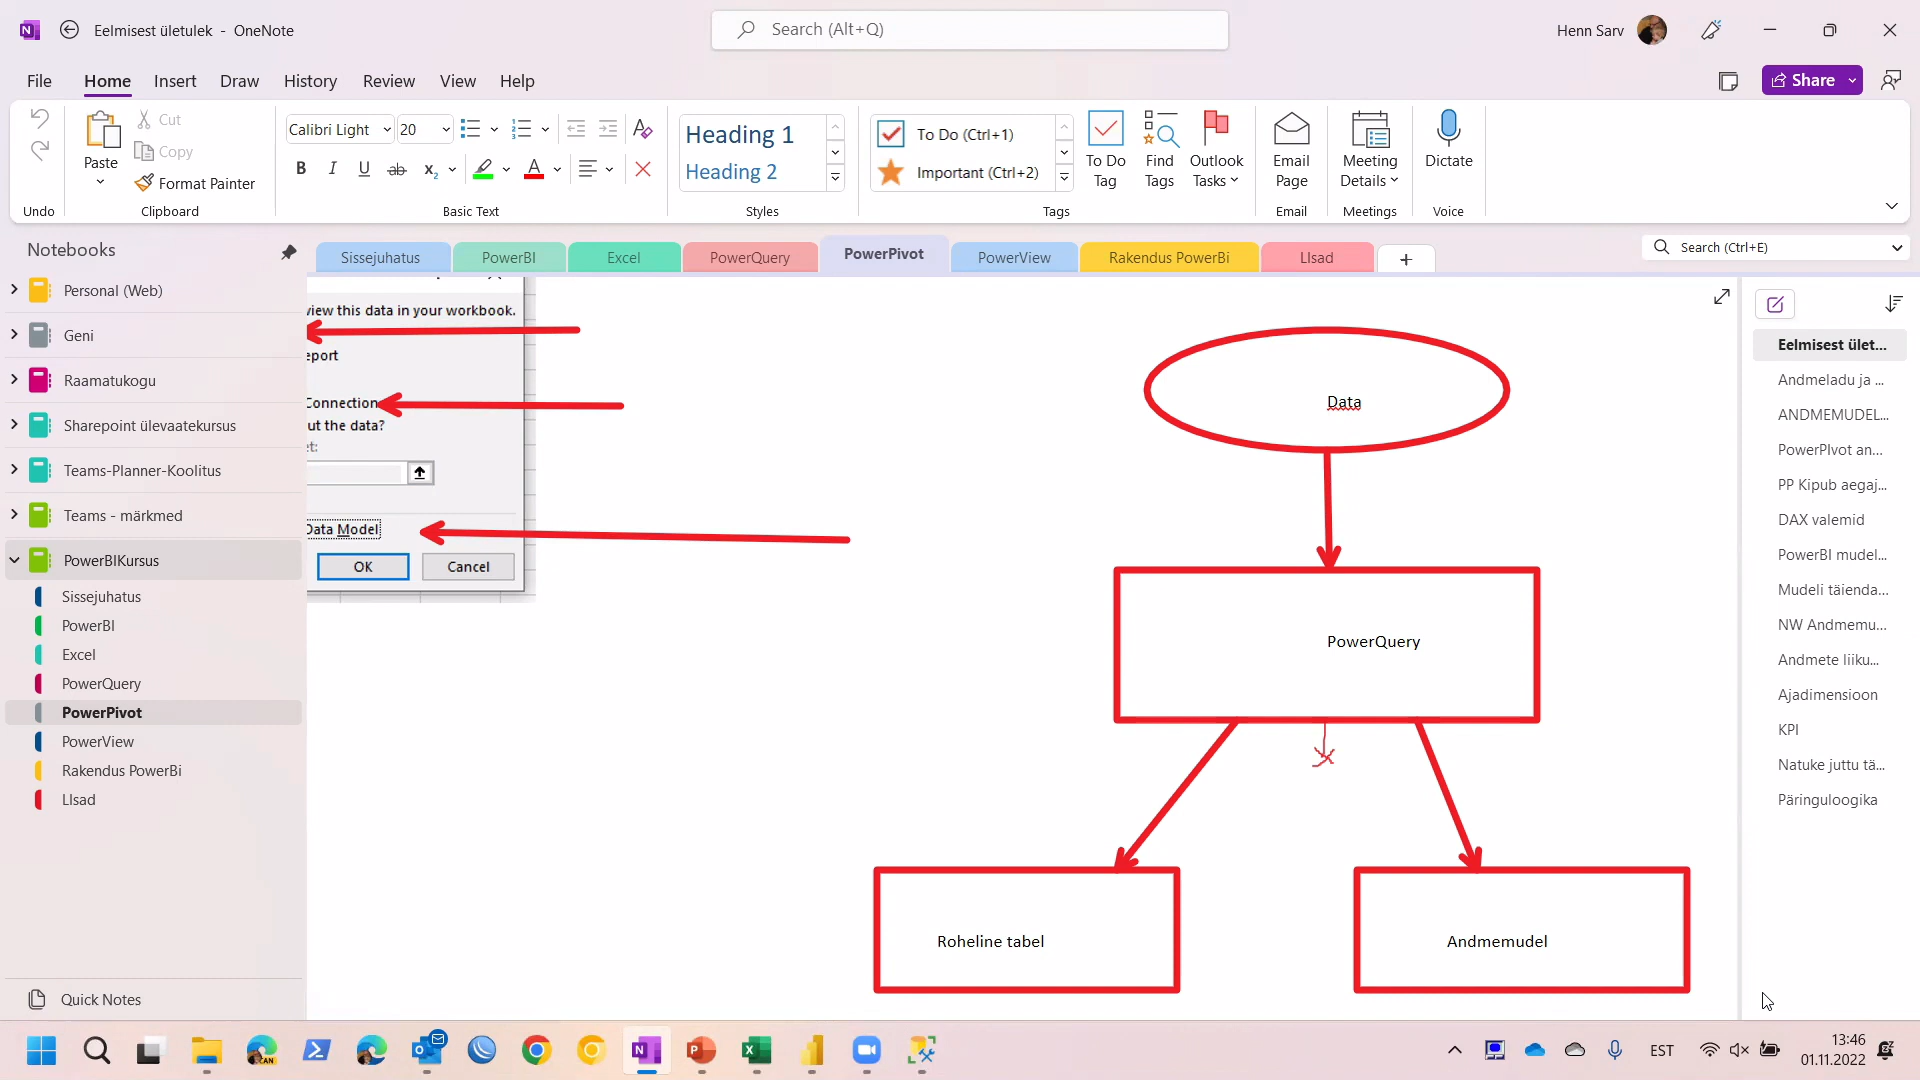 Eelmisest ületulek - OneNote
Search (Alt+Q)
Henn Sarv
File Home Insert Draw History Review View Help
Share
Paste
Cut
Copy
Format Painter
Calibri Light 20
Heading 1
Heading 2
To Do (Ctrl+1)
Important (Ctrl+2)
To Do Tag
Find Tags
Outlook Tasks
Email Page
Meeting Details
Dictate
Undo Clipboard Basic Text Styles Tags Email Meetings Voice
Notebooks
Sissejuhatus PowerBI Excel PowerQuery PowerPivot PowerView Rakendus PowerBi LIsad +
Search (Ctrl+E)
Personal (Web)
Geni
Raamatukogu
Sharepoint ülevaatekursus
Teams-Planner-Koolitus
Teams - märkmed
PowerBIKursus
Sissejuhatus
PowerBI
Excel
PowerQuery
PowerPivot
PowerView
Rakendus PowerBi
LIsad
Quick Notes
view this data in your workbook.
eport
Connection
ut the data?
et:
Data Model
OK Cancel
Data
PowerQuery
Roheline tabel
Andmemudel
Eelmisest ület...
Andmeladu ja ...
ANDMEMUDEL...
PowerPIvot an...
PP Kipub aegaj...
DAX valemid
PowerBI mudel...
Mudeli täienda...
NW Andmemu...
Andmete liiku...
Ajadimensioon
KPI
Natuke juttu tä...
Päringuloogika
EST
13:46
01.11.2022